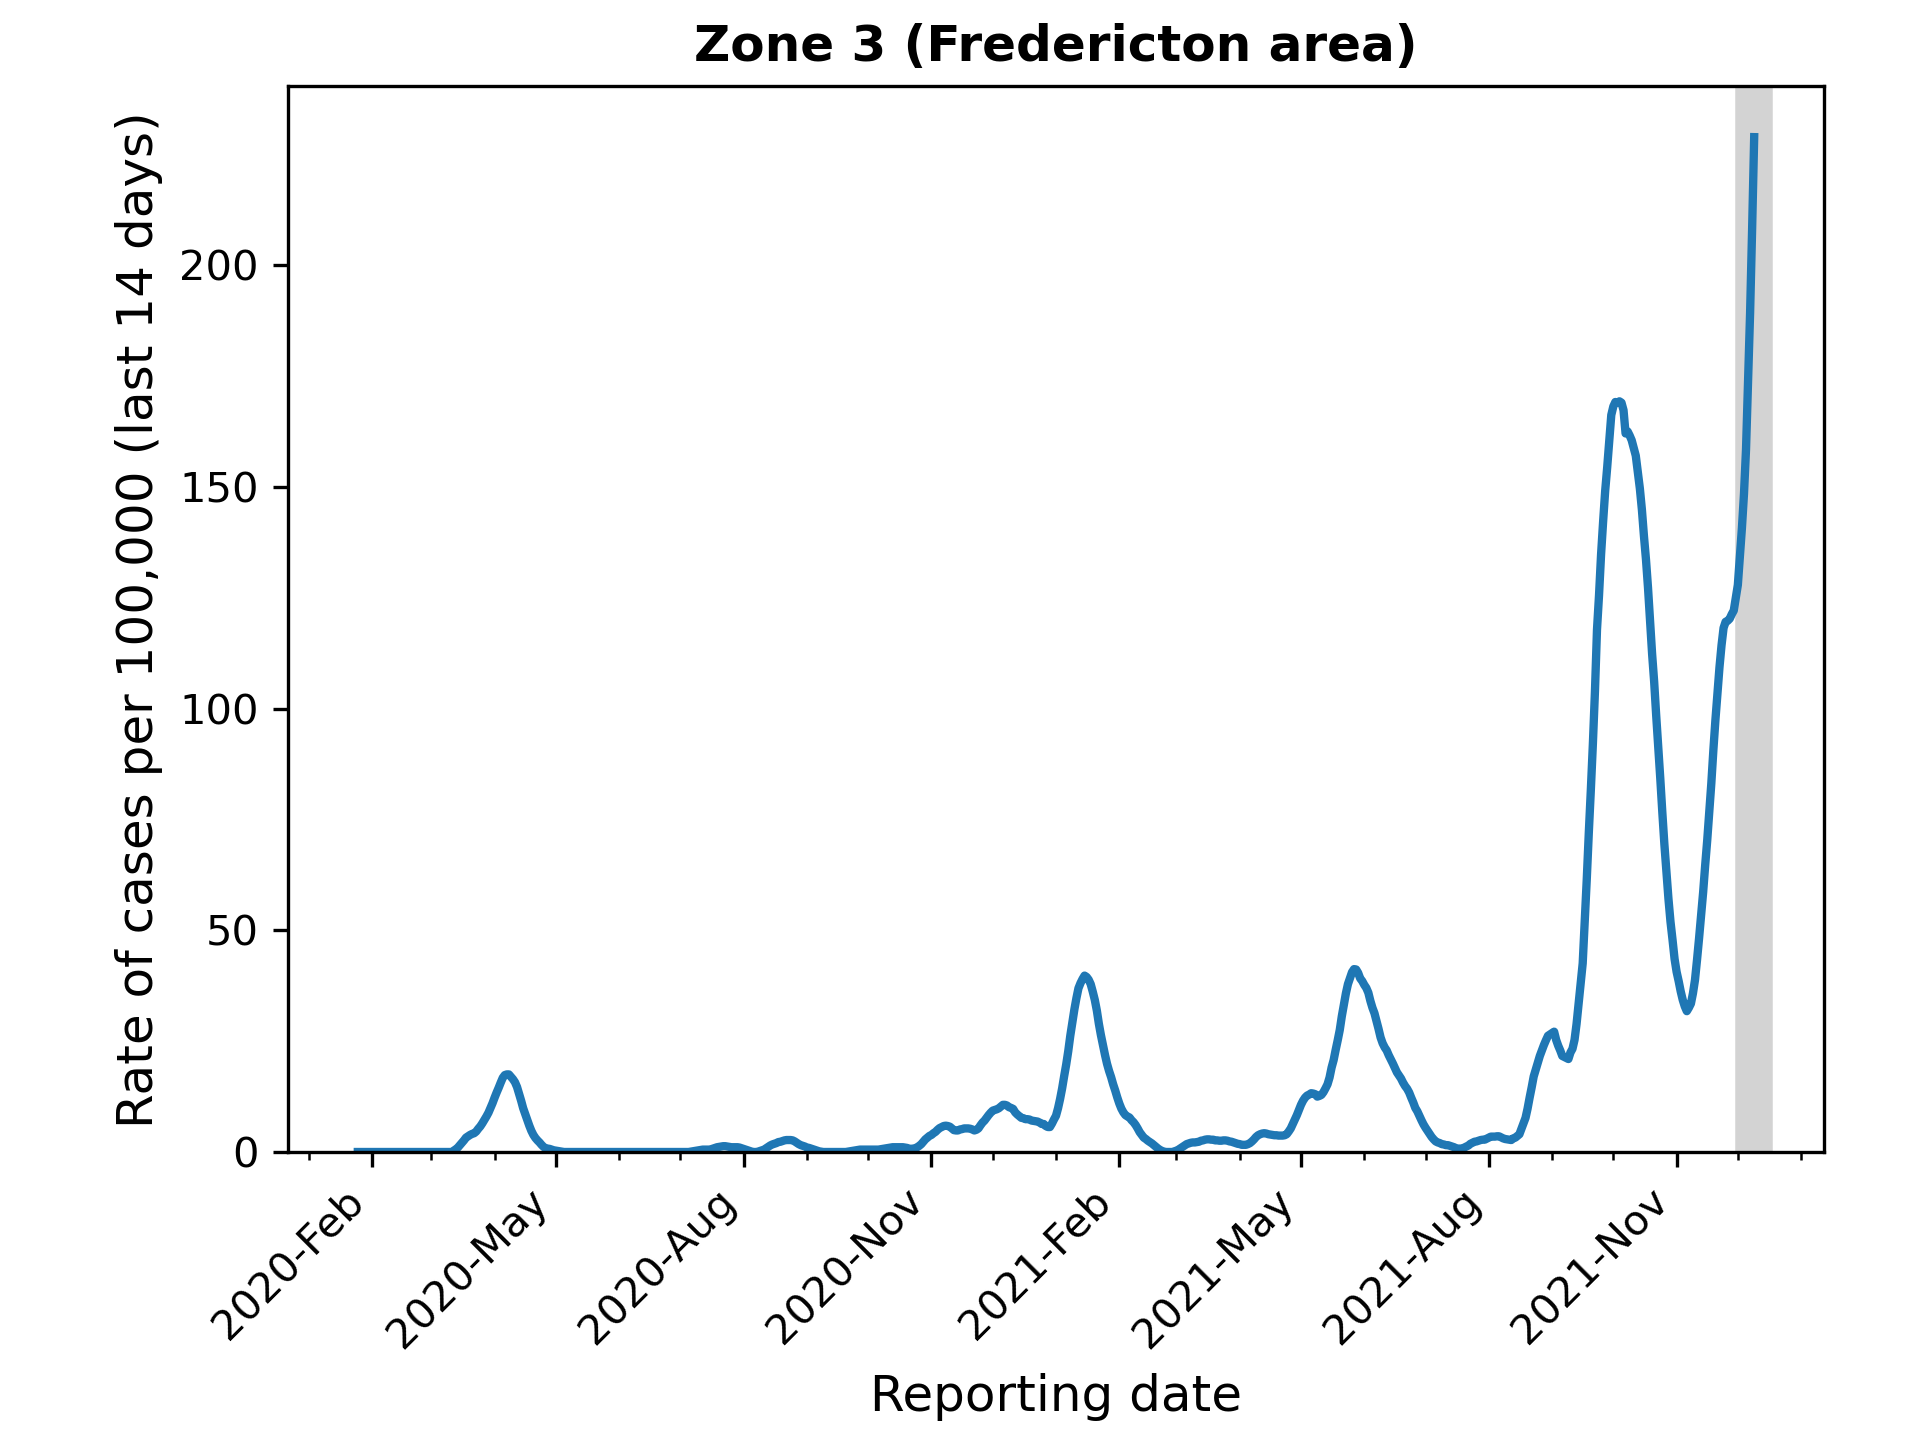 Zone 3 (Fredericton area)
Rate of cases per 100,000 (last 14 days)
200
150
100
50
0
2020-Feb
2020-May
2020-Aug
2020-Nov
2021-Feb
2021-May
2021-Aug
2021-Nov
Reporting date